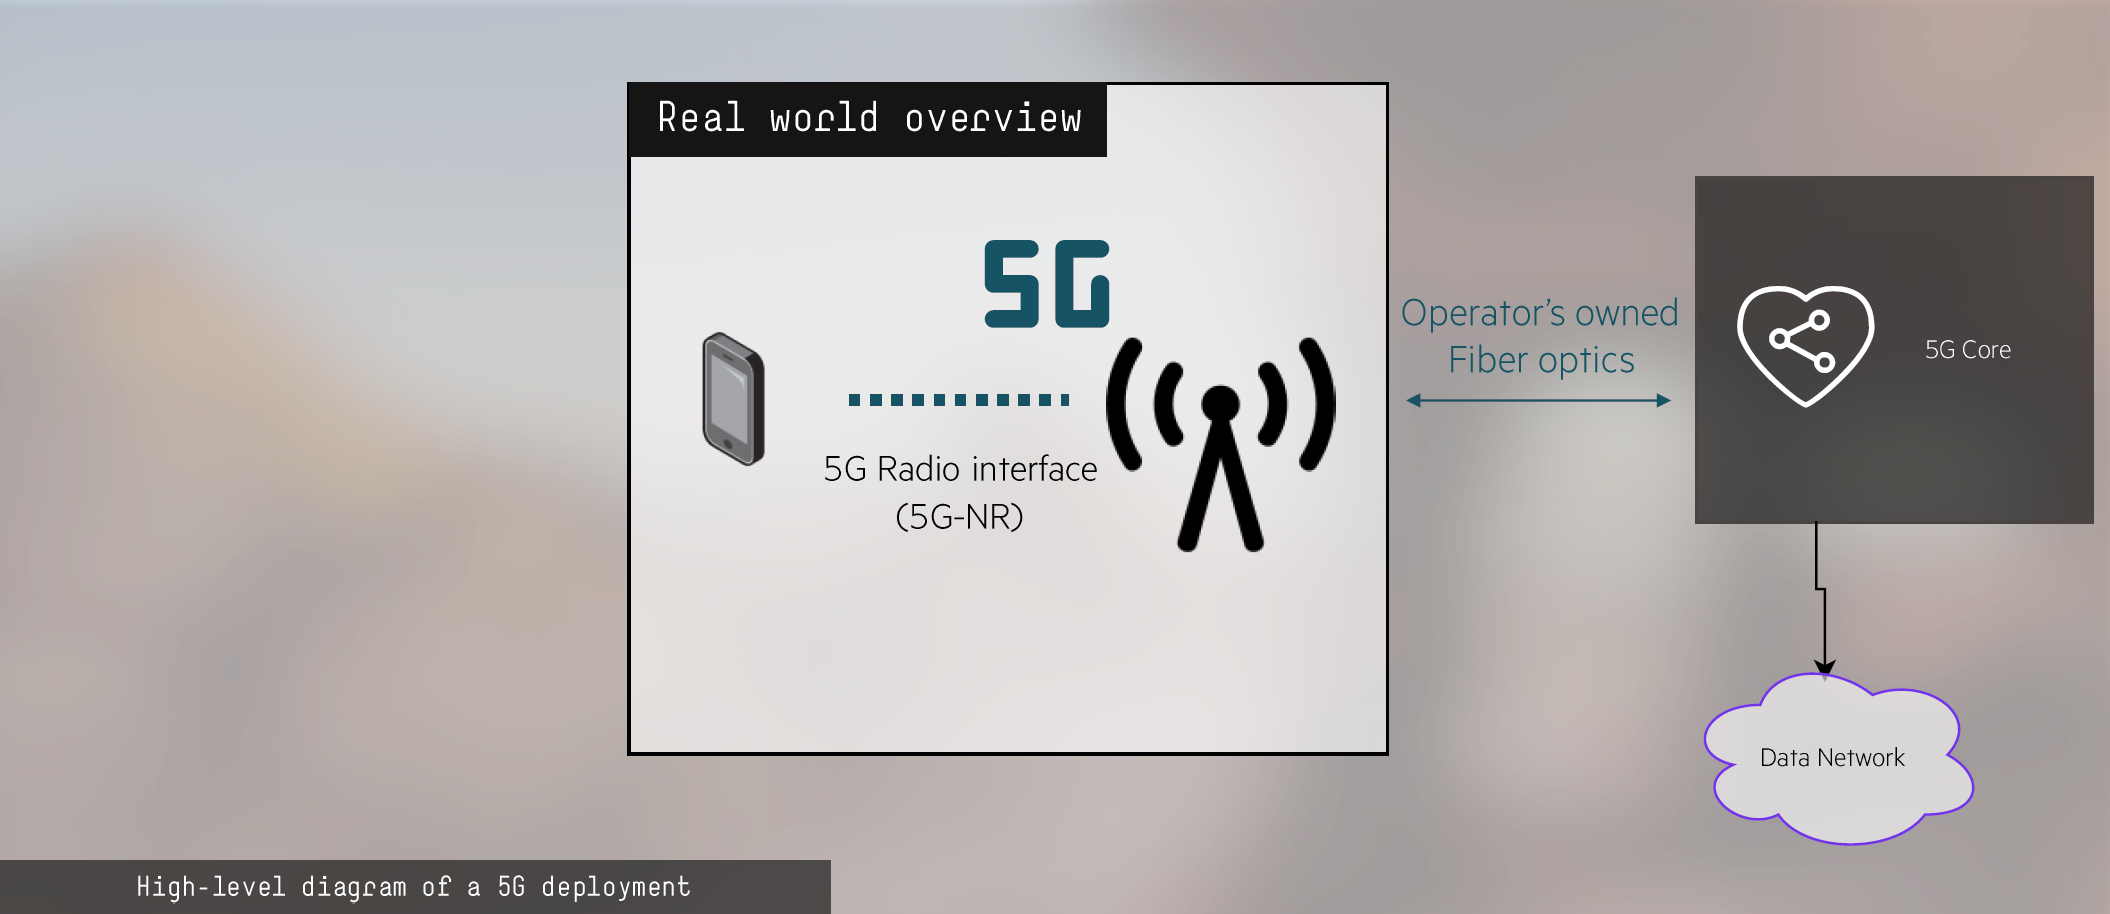 Real world overview
5G
5G Radio interface
(5G-NR)
Operator’s owned
Fiber optics
5G Core
Data Network
High-level diagram of a 5G deployment